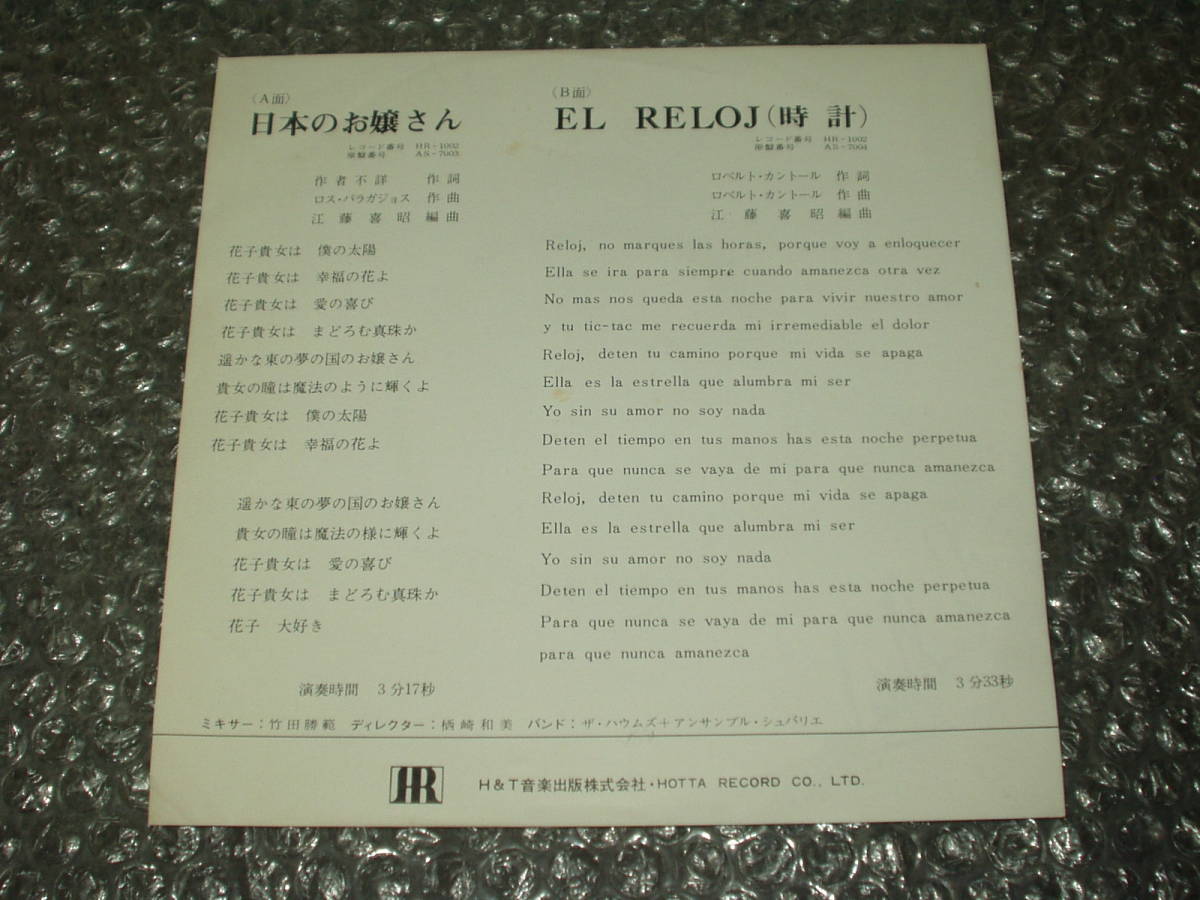 〈A面〉
日本のお嬢さん
レコード番号 HR-1002
原盤番号 AS-7003
作者不詳 作詞
ロス・パラガジョス 作曲
江藤喜昭 編曲
花子貴女は 僕の太陽
花子貴女は 幸福の花よ
花子貴女は 愛の喜び
花子貴女は まどろむ真珠か
遥かな東の夢の国のお嬢さん
貴女の瞳は魔法のように輝くよ
花子貴女は 僕の太陽
花子貴女は 幸福の花よ
遥かな東の夢の国のお嬢さん
貴女の瞳は魔法の様に輝くよ
花子貴女は 愛の喜び
花子貴女は まどろむ真珠か
花子 大好き
演奏時間 3分17秒
〈B面〉
EL RELOJ(時計)
レコード番号 HR-1002
原盤番号 AS-7004
ロベルト・カントール 作詞
ロベルト・カントール 作曲
江藤喜昭 編曲
Reloj, no marques las horas, porque voy a enloquecer
Ella se ira para siempre cuando amanezca otra vez
No mas nos queda esta noche para vivir nuestro amor
y tu tic-tac me recuerda mi irremediable el dolor
Reloj, deten tu camino porque mi vida se apaga
Ella es la estrella que alumbra mi ser
Yo sin su amor no soy nada
Deten el tiempo en tus manos has esta noche perpetua
Para que nunca se vaya de mi para que nunca amanezca
Reloj, deten tu camino porque mi vida se apaga
Ella es la estrella que alumbra mi ser
Yo sin su amor no soy nada
Deten el tiempo en tus manos has esta noche perpetua
Para que nunca se vaya de mi para que nunca amanezca
para que nunca amanezca
演奏時間 3分33秒
ミキサー:竹田勝範 ディレクター:栖崎和美 バンド:ザ・ハウムズ+アンサンブル・シュバリエ
HR H&T音楽出版株式会社・HOTTA RECORD CO., LTD.